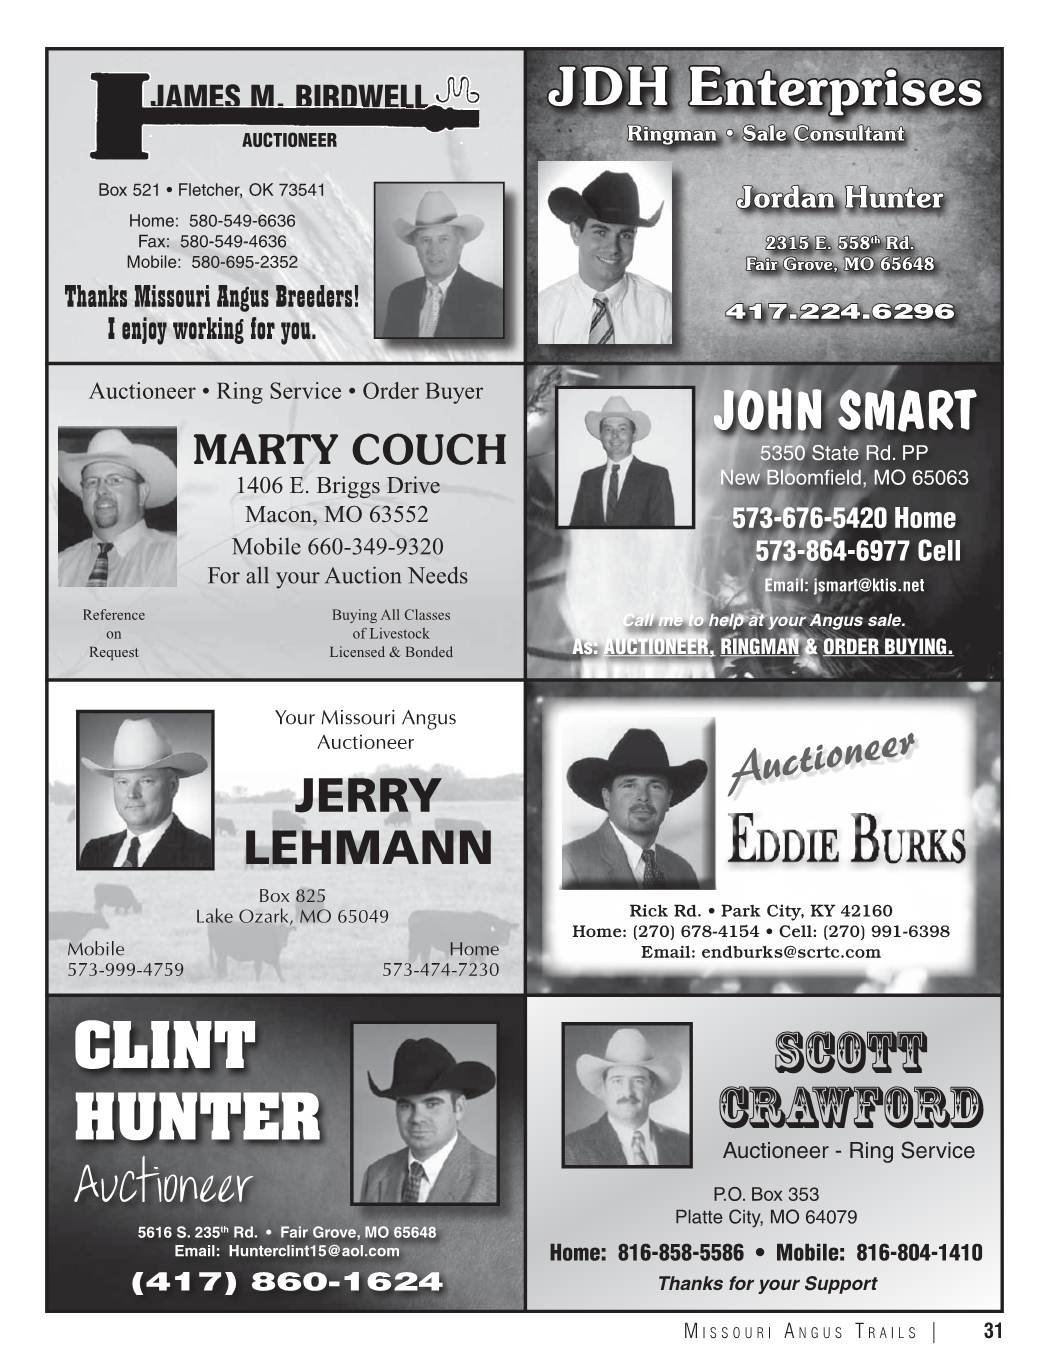 JAMES M. BIRDWELL
AUCTIONEER
Box 521 • Fletcher, OK 73541
Home: 580-549-6636
Fax: 580-549-4636
Mobile: 580-695-2352
Thanks Missouri Angus Breeders!
I enjoy working for you.
JDH Enterprises
Ringman • Sale Consultant
Jordan Hunter
2315 E. 558th Rd.
Fair Grove, MO 65648
417.224.6296
Auctioneer • Ring Service • Order Buyer
MARTY COUCH
1406 E. Briggs Drive
Macon, MO 63552
Mobile 660-349-9320
For all your Auction Needs
Reference
on
Request
Buying All Classes
of Livestock
Licensed & Bonded
JOHN SMART
5350 State Rd. PP
New Bloomfield, MO 65063
573-676-5420 Home
573-864-6977 Cell
Email: jsmart@ktis.net
Call me to help at your Angus sale.
As: AUCTIONEER, RINGMAN & ORDER BUYING.
Your Missouri Angus
Auctioneer
JERRY
LEHMANN
Box 825
Lake Ozark, MO 65049
Mobile
573-999-4759
Home
573-474-7230
Auctioneer
EDDIE BURKS
Rick Rd. • Park City, KY 42160
Home: (270) 678-4154 • Cell: (270) 991-6398
Email: endburks@scrtc.com
CLINT
HUNTER
Auctioneer
5616 S. 235th Rd. • Fair Grove, MO 65648
Email: Hunterclint15@aol.com
(417) 860-1624
SCOTT
CRAWFORD
Auctioneer - Ring Service
P.O. Box 353
Platte City, MO 64079
Home: 816-858-5586 • Mobile: 816-804-1410
Thanks for your Support
MISSOURI ANGUS TRAILS | 31